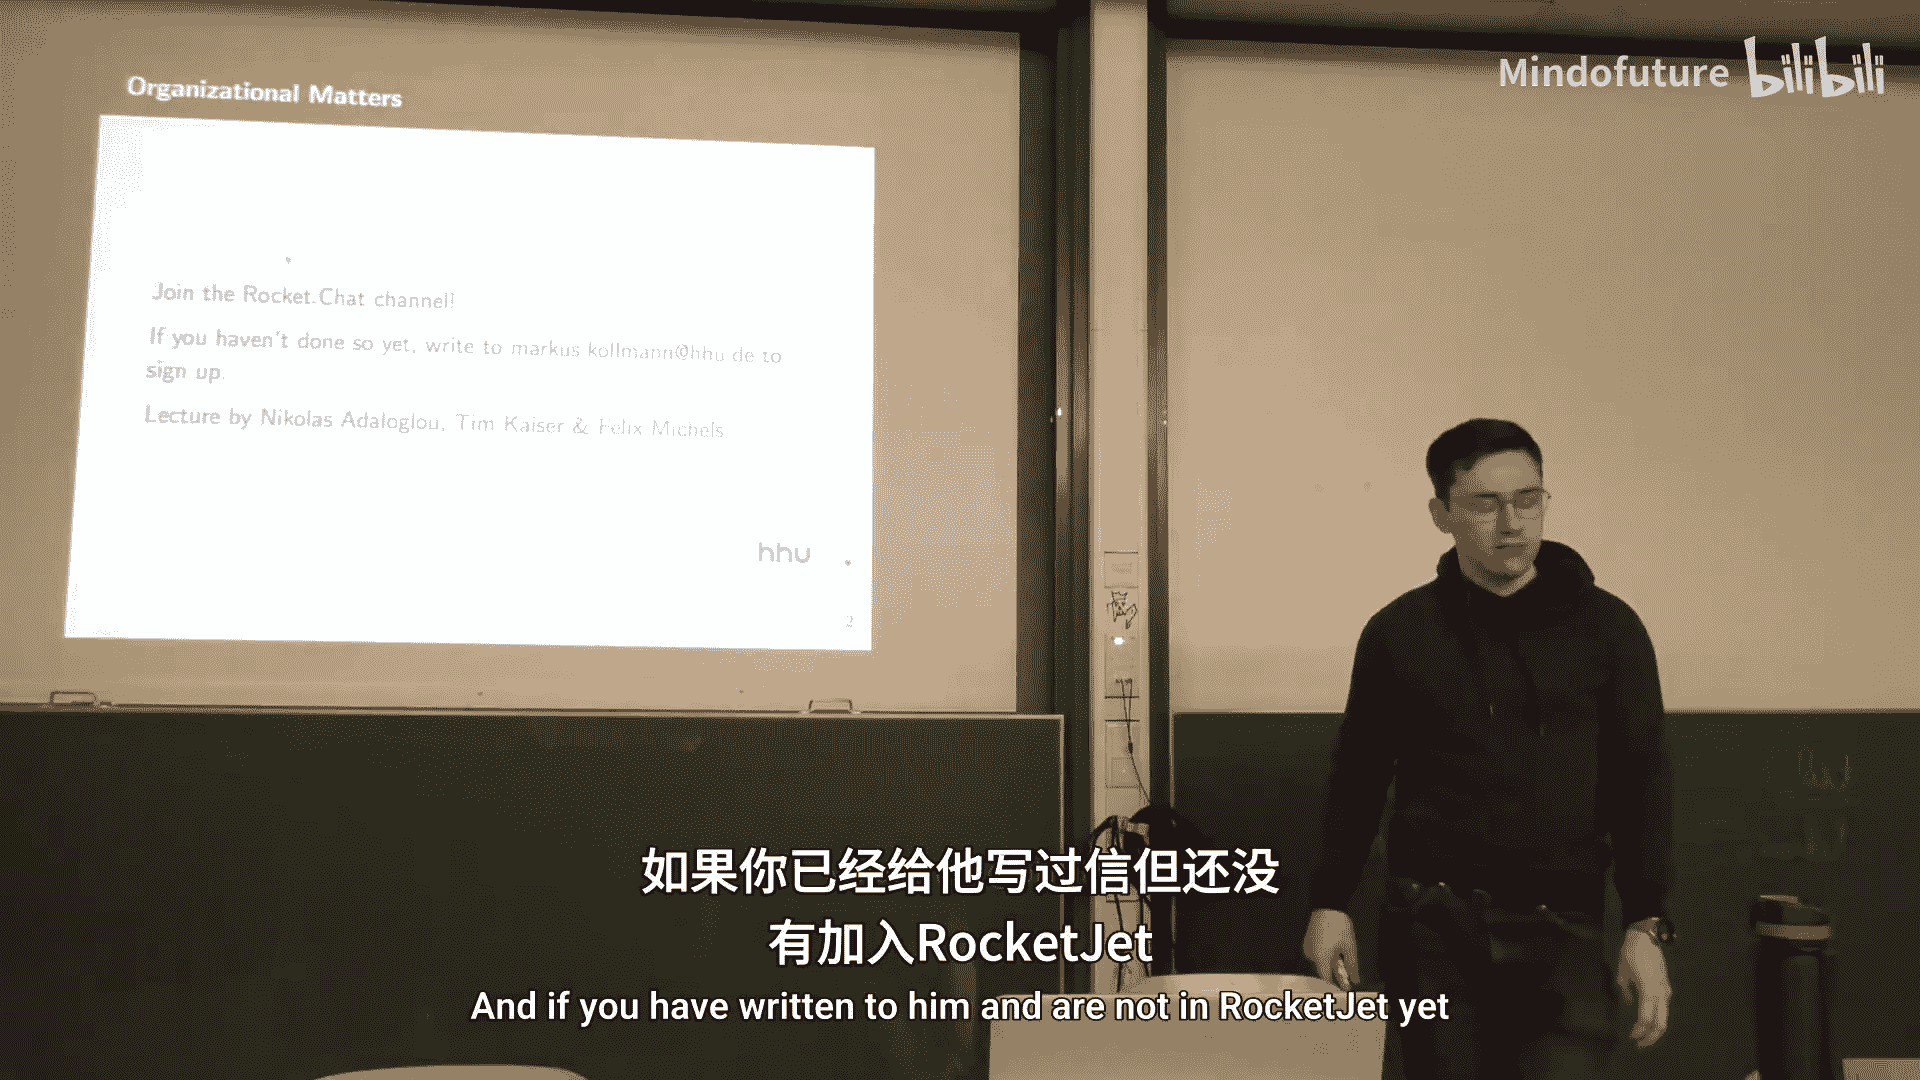 Organizational Matters
Mindofuture bilibili
Join the Rocket.Chat channel!
If you haven't done so yet, write to markus kollmann@hhu de to
sign up.
Lecture by Nikolas Adaloglou, Tim Kaiser & Felix Michels
hhu
2
如果你已经给他写过信但还没
有加入RocketJet
And if you have written to him and are not in RocketJet yet